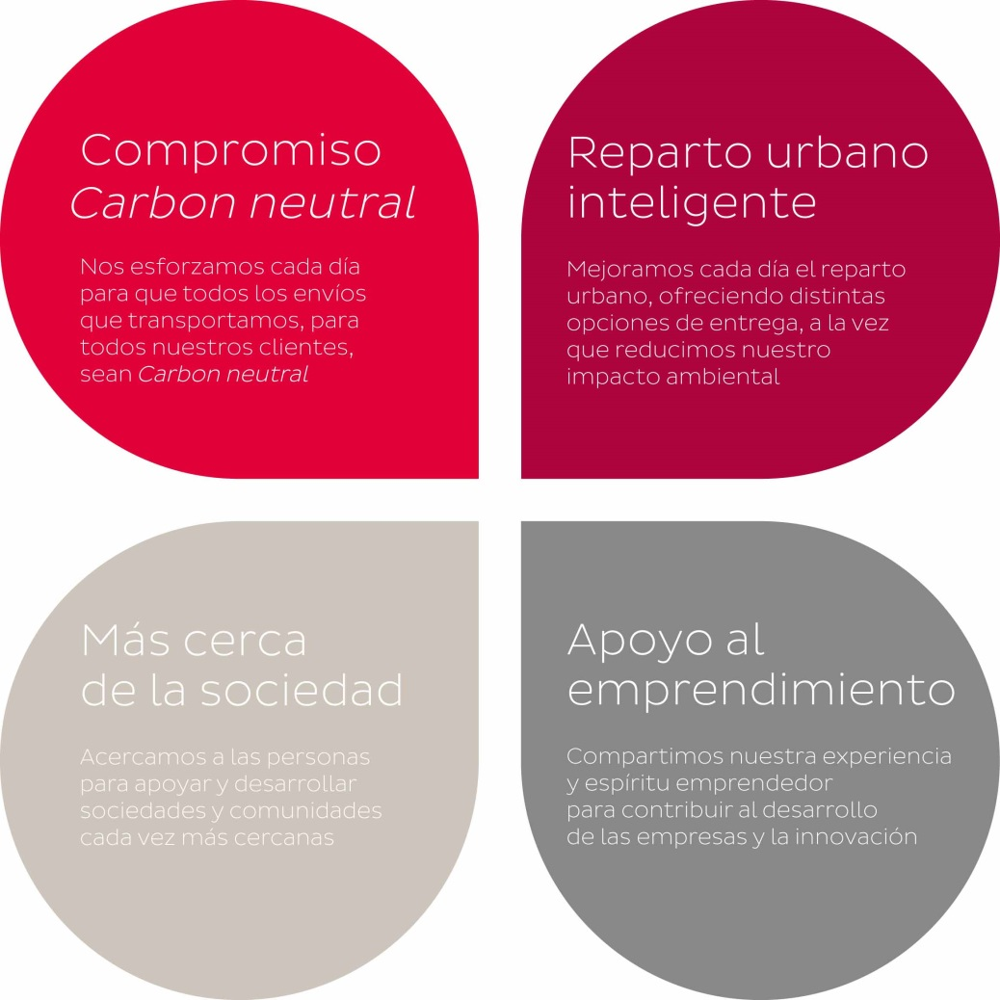 Compromiso
Carbon neutral
Nos esforzamos cada día
para que todos los envíos
que transportamos, para
todos nuestros clientes,
sean Carbon neutral
Reparto urbano
inteligente
Mejoramos cada día el reparto
urbano, ofreciendo distintas
opciones de entrega, a la vez
que reducimos nuestro
impacto ambiental
Más cerca
de la sociedad
Acercamos a las personas
para apoyar y desarrollar
sociedades y comunidades
cada vez más cercanas
Apoyo al
emprendimiento
Compartimos nuestra experiencia
y espíritu emprendedor
para contribuir al desarrollo
de las empresas y la innovación